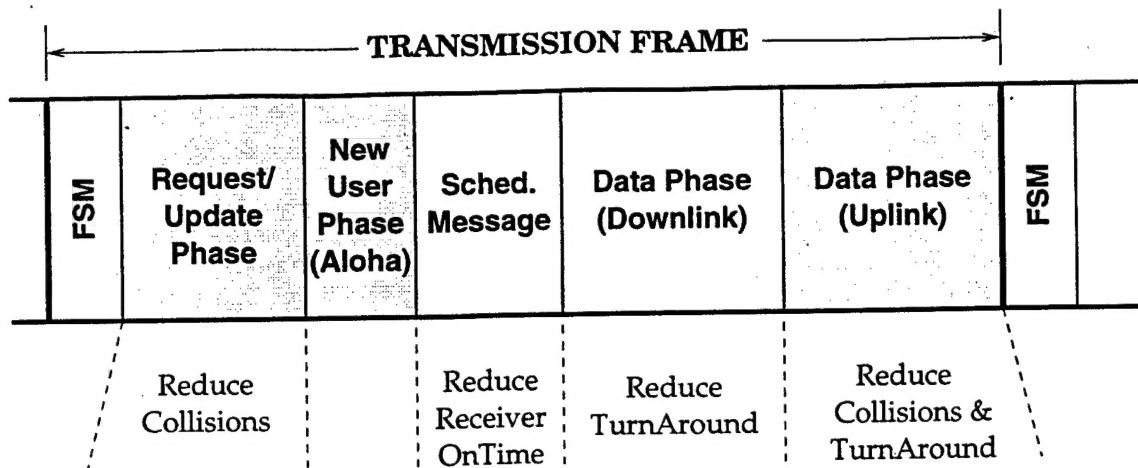 TRANSMISSION FRAME
FSM
Request/
Update
Phase
New
User
Phase
(Aloha)
Sched.
Message
Data Phase
(Downlink)
Data Phase
(Uplink)
FSM
Reduce
Collisions
Reduce
Receiver
OnTime
Reduce
TurnAround
Reduce
Collisions &
TurnAround